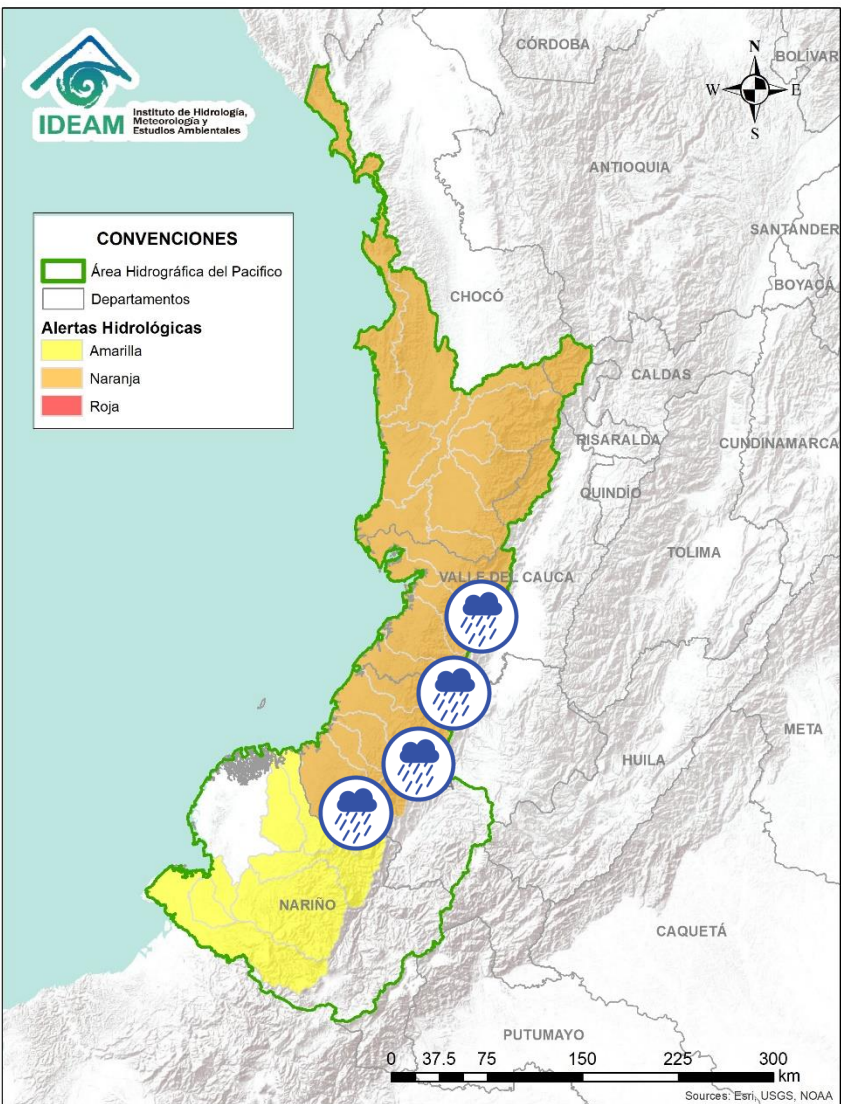 IDEAM
Instituto de Hidrología,
Meteorología y
Estudios Ambientales
CÓRDOBA
BOLÍVAR
N
W
E
S
ANTIOQUIA
SANTANDER
BOYACÁ
CONVENCIONES
Área Hidrográfica del Pacifico
Departamentos
Alertas Hidrológicas
Amarilla
Naranja
Roja
CHOCÓ
CALDAS
RISARALDA
CUNDINAMARCA
QUINDÍO
TOLIMA
VALLE DEL CAUCA
META
HUILA
NARIÑO
CAQUETÁ
PUTUMAYO
0 37.5 75 150 225 300
km
Sources: Esri, USGS, NOAA